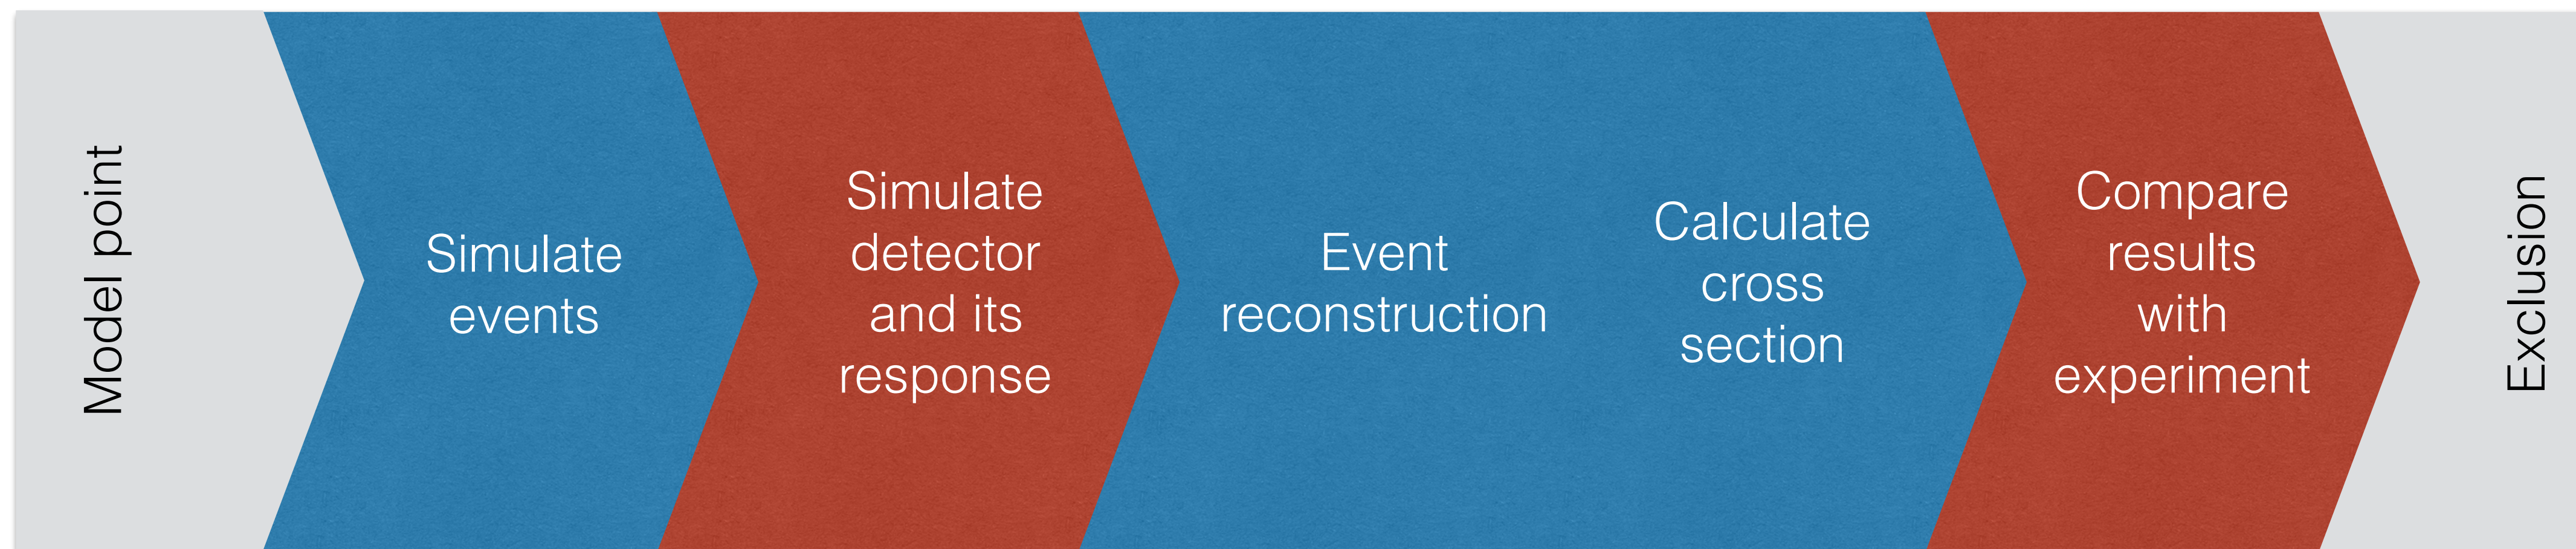 Model point
Simulate
events
Simulate
detector
and its
response
Event
reconstruction
Calculate
cross
section
Compare
results
with
experiment
Exclusion